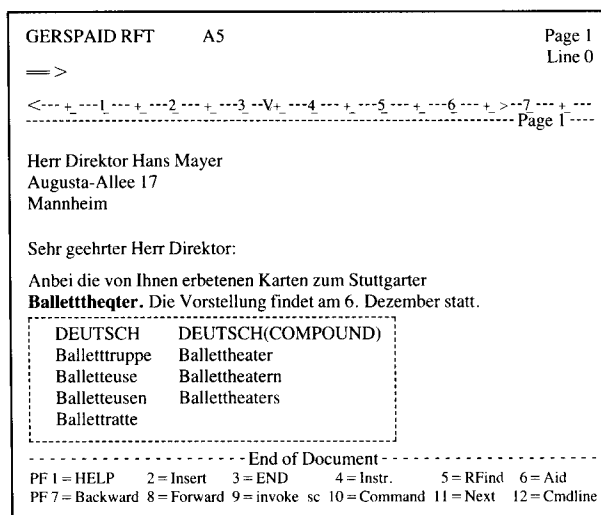 GERSPAID RFT A5 Page 1
Line 0
==>
<--- + ---1 --- + ---2 --- + ---3 --V+ ---4 --- + ---5 --- + ---6 --- + >--7 --- + ---
Page 1
Herr Direktor Hans Mayer
Augusta-Allee 17
Mannheim
Sehr geehrter Herr Direktor:
Anbei die von Ihnen erbetenen Karten zum Stuttgarter
Balletttheqter. Die Vorstellung findet am 6. Dezember statt.
DEUTSCH DEUTSCH(COMPOUND)
Balletttruppe Ballettheater
Balletteuse Ballettheatern
Balletteusen Ballettheaters
Ballettratte
End of Document
PF 1 = HELP 2 = Insert 3 = END 4 = Instr. 5 = RFind 6 = Aid
PF 7 = Backward 8 = Forward 9 = invoke sc 10 = Command 11 = Next 12 = Cmdline